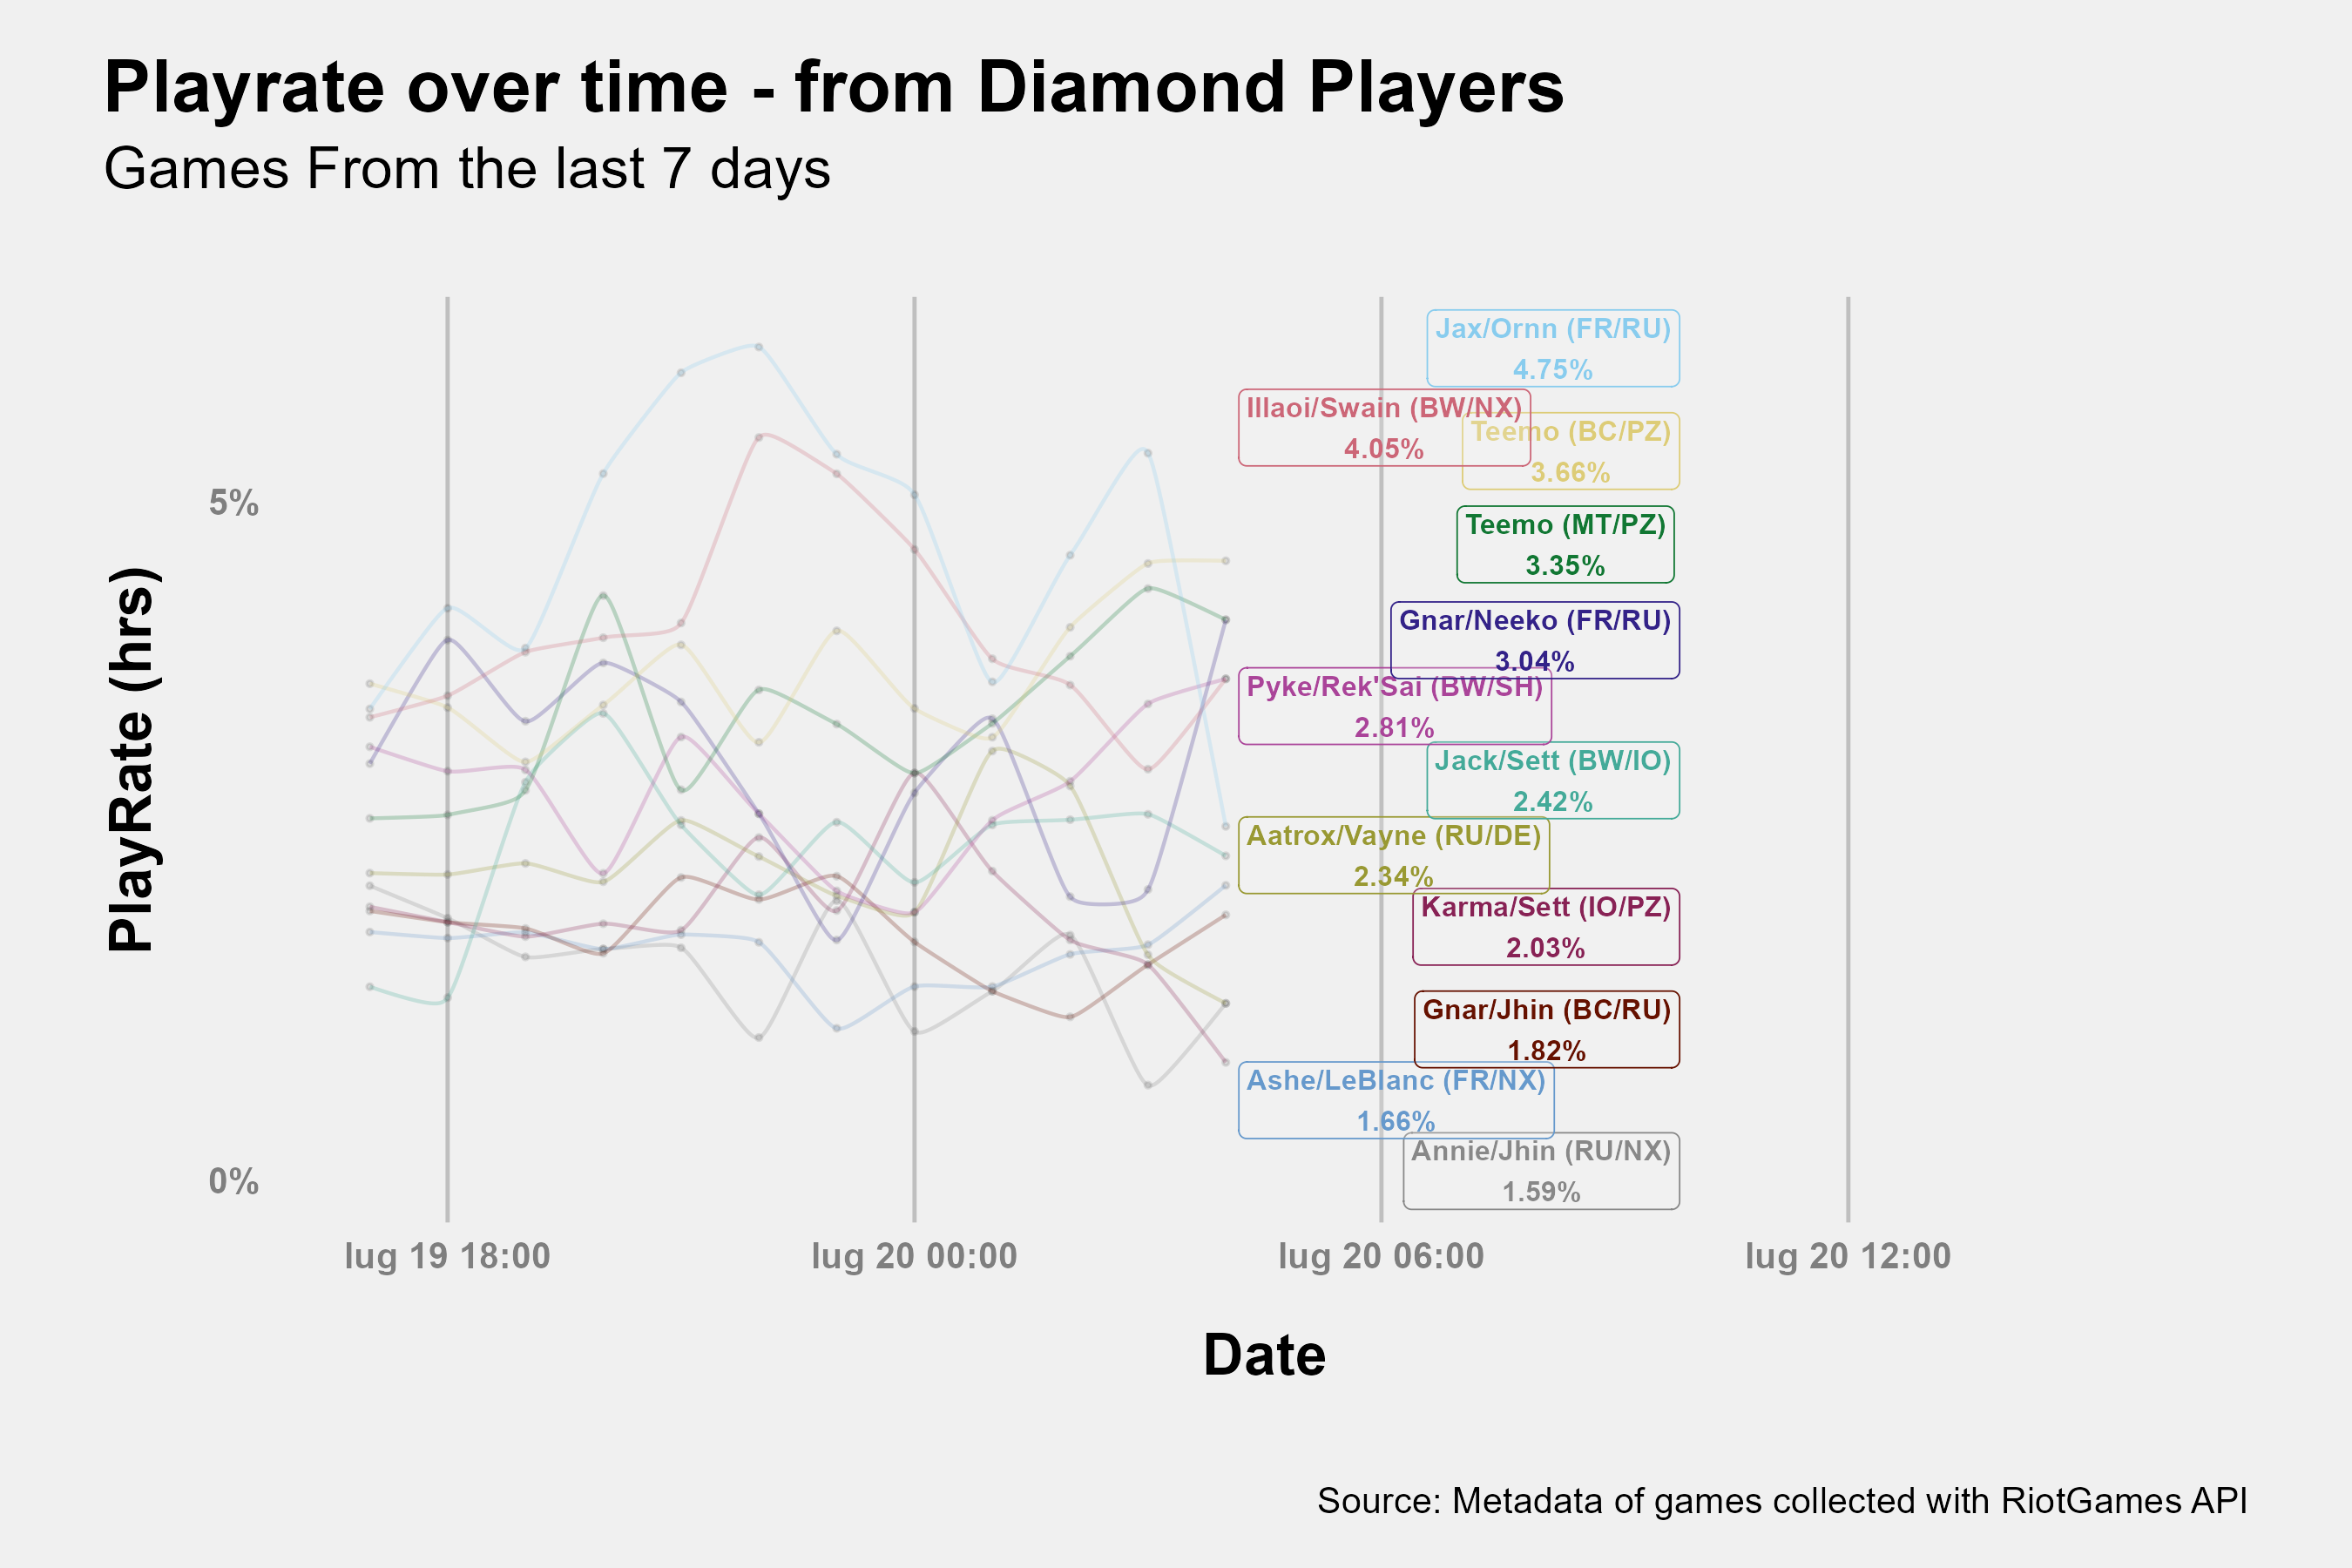 Playrate over time - from Diamond Players
Games From the last 7 days
PlayRate (hrs)
5%
0%
Jax/Ornn (FR/RU)
4.75%
Illaoi/Swain (BW/NX)
4.05%
Teemo (BC/PZ)
3.66%
Teemo (MT/PZ)
3.35%
Gnar/Neeko (FR/RU)
3.04%
Pyke/Rek'Sai (BW/SH)
2.81%
Jack/Sett (BW/IO)
2.42%
Aatrox/Vayne (RU/DE)
2.34%
Karma/Sett (IO/PZ)
2.03%
Gnar/Jhin (BC/RU)
1.82%
Ashe/LeBlanc (FR/NX)
1.66%
Annie/Jhin (RU/NX)
1.59%
lug 19 18:00
lug 20 00:00
lug 20 06:00
lug 20 12:00
Date
Source: Metadata of games collected with RiotGames API